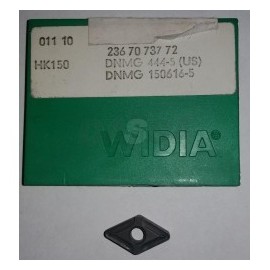 011 10
236 70 737 72
HK150
DNMG 444-5 (US)
DNMG 150616-5
WIDIA